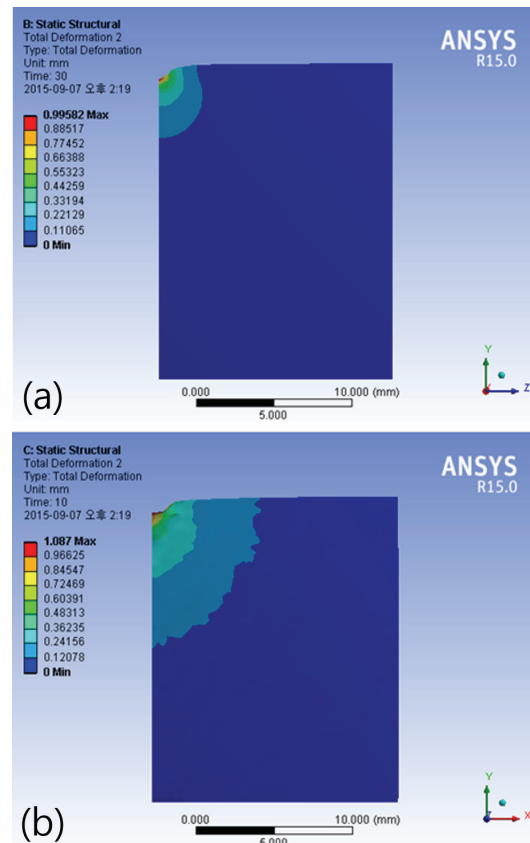 B: Static Structural
Total Deformation 2
Type: Total Deformation
Unit: mm
Time: 30
2015-09-07 오후 2:19
0.99582 Max
0.88517
0.77452
0.66388
0.55323
0.44259
0.33194
0.22129
0.11065
0 Min
ANSYS
R15.0
Y
Z
0.000
10.000 (mm)
5.000
(a)
C: Static Structural
Total Deformation 2
Type: Total Deformation
Unit: mm
Time: 10
2015-09-07 오후 2:19
1.087 Max
0.96625
0.84547
0.72469
0.60391
0.48313
0.36235
0.24156
0.12078
0 Min
ANSYS
R15.0
Y
X
0.000
10.000 (mm)
(b)